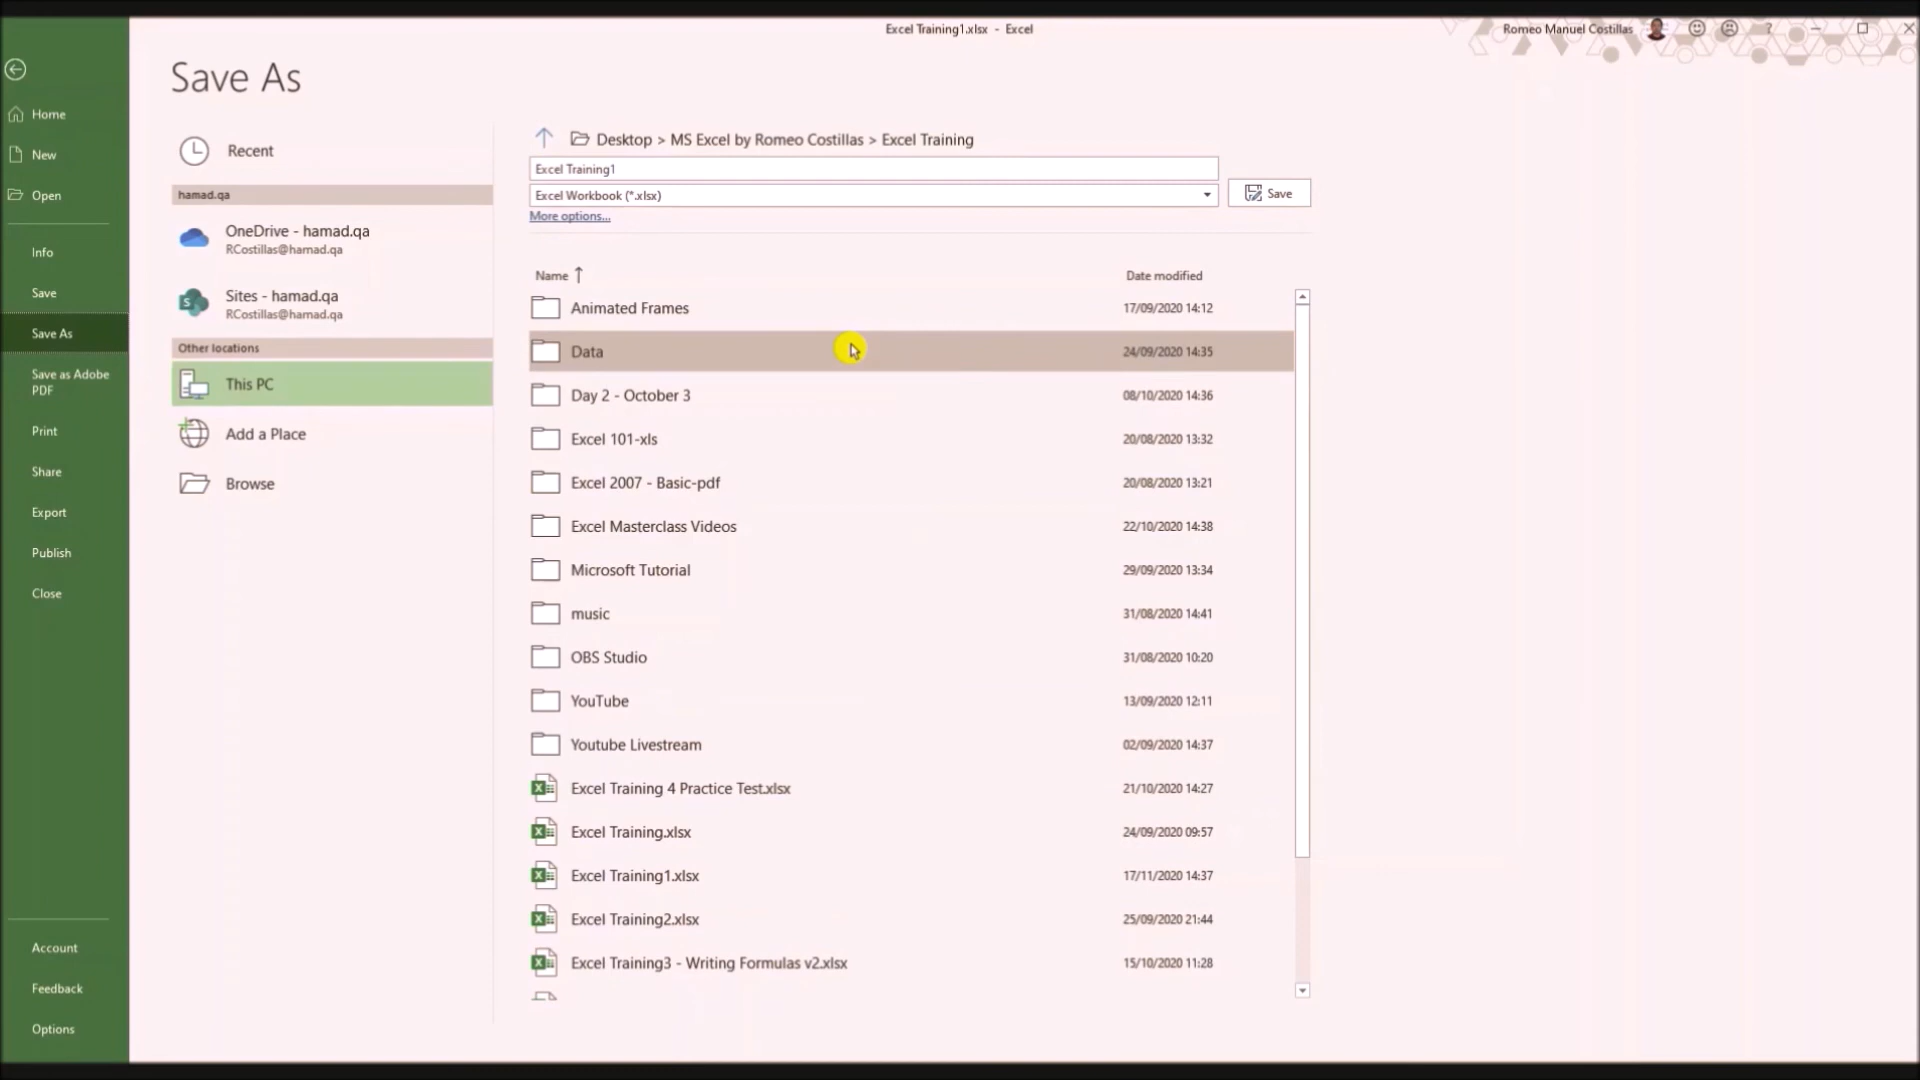 Excel Training1.xlsx - Excel
Romeo Manuel Costillas
?
Home
New
Open
Info
Save
Save As
Save as Adobe
PDF
Print
Share
Export
Publish
Close
Account
Feedback
Options
Save As
Recent
hamad.qa
OneDrive - hamad.qa
RCostillas@hamad.qa
S
Sites - hamad.qa
RCostillas@hamad.qa
Other locations
This PC
Add a Place
Browse
Desktop > MS Excel by Romeo Costillas > Excel Training
Excel Training1
Excel Workbook (*.xlsx)
Save
More options...
Name Date modified
Animated Frames 17/09/2020 14:12
Data 24/09/2020 14:35
Day 2 - October 3 08/10/2020 14:36
Excel 101-xls 20/08/2020 13:32
Excel 2007 - Basic-pdf 20/08/2020 13:21
Excel Masterclass Videos 22/10/2020 14:38
Microsoft Tutorial 29/09/2020 13:34
music 31/08/2020 14:41
OBS Studio 31/08/2020 10:20
YouTube 13/09/2020 12:11
Youtube Livestream 02/09/2020 14:37
Excel Training 4 Practice Test.xlsx 21/10/2020 14:27
Excel Training.xlsx 24/09/2020 09:57
Excel Training1.xlsx 17/11/2020 14:37
Excel Training2.xlsx 25/09/2020 21:44
Excel Training3 - Writing Formulas v2.xlsx 15/10/2020 11:28